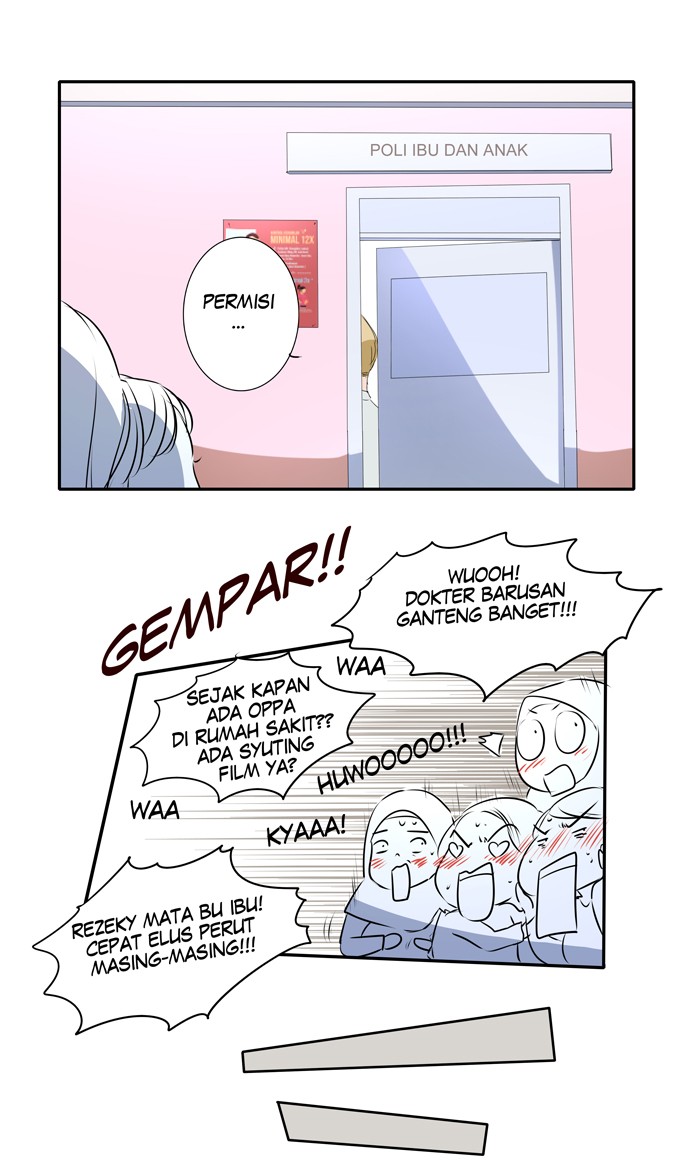 POLI IBU DAN ANAK
MINIMAL 12X
PERMISI
...
GEMPAR!!
WUOOH!
DOKTER BARUSAN
GANTENG BANGET!!!
WAA
SEJAK KAPAN
ADA OPPA
DI RUMAH SAKIT??
ADA SYUTING
FILM YA?
HUWOOOOO!!!
WAA
KYAAA!
REZEKY MATA BU IBU!
CEPAT ELUS PERUT
MASING-MASING!!!